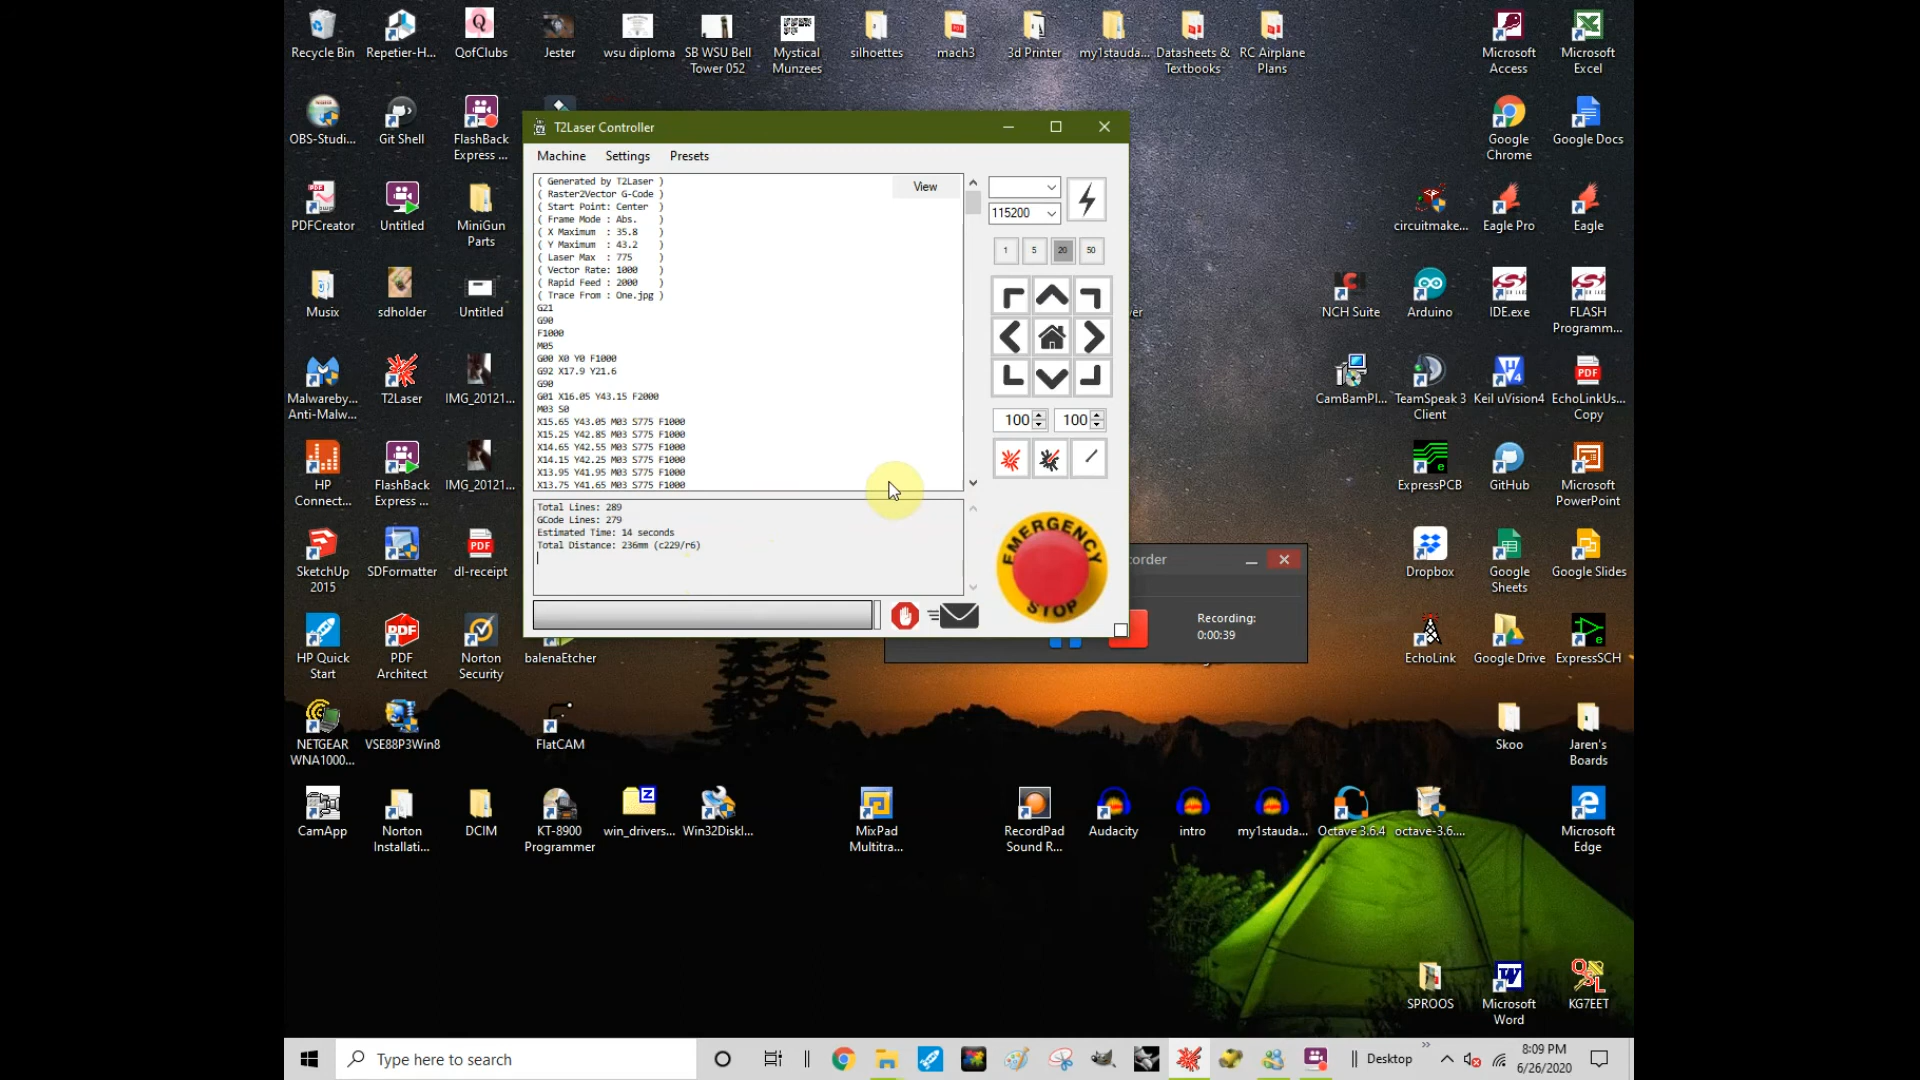 Recycle Bin
Repetier-H...
QofClubs
Jester
wsu diploma
SB WSU Bell Tower 052
Mystical Munzees
silhoettes
mach3
3d Printer
my1stauda...
Datasheets & Textbooks
RC Airplane Plans
Microsoft Access
Microsoft Excel
OBS-Studi...
Git Shell
FlashBack Express ...
Google Chrome
Google Docs
T2Laser Controller
Machine
Settings
Presets
View
( Generated by T2Laser )
( Raster2Vector G-Code )
( Start Point: Center )
( Frame Mode : Abs. )
( X Maximum : 35.8 )
( Y Maximum : 43.2 )
( Laser Max : 775 )
( Vector Rate: 1000 )
( Rapid Feed : 2000 )
( Trace From : One.jpg )
G21
G90
F1000
M05
G00 X0 Y0 F1000
G92 X17.9 Y21.6
G90
G01 X16.05 Y43.15 F2000
M03 S0
X15.65 Y43.05 M03 S775 F1000
X15.25 Y42.85 M03 S775 F1000
X14.65 Y42.55 M03 S775 F1000
X14.15 Y42.25 M03 S775 F1000
X13.95 Y41.95 M03 S775 F1000
X13.75 Y41.65 M03 S775 F1000
115200
1
5
20
50
100
100
Total Lines: 289
GCode Lines: 279
Estimated Time: 14 seconds
Total Distance: 236mm (c229/r6)
EMERGENCY
STOP
corder
Recording:
0:00:39
PDFCreator
Untitled
MiniGun Parts
circuitmake...
Eagle Pro
Eagle
Musix
sdholder
Untitled
ver
NCH Suite
Arduino
IDE.exe
FLASH Programm...
Malwareby... Anti-Malw...
T2Laser
IMG_20121...
CamBamPl...
TeamSpeak 3 Client
Keil uVision4
EchoLinkUs... Copy
HP Connect...
FlashBack Express ...
IMG_20121...
ExpressPCB
GitHub
Microsoft PowerPoint
SketchUp 2015
SDFormatter
dl-receipt
Dropbox
Google Sheets
Google Slides
HP Quick Start
PDF Architect
Norton Security
balenaEtcher
EchoLink
Google Drive
ExpressSCH
NETGEAR WNA1000...
VSE88P3Win8
FlatCAM
Skoo
Jaren's Boards
CamApp
Norton Installati...
DCIM
KT-8900 Programmer
win_drivers...
Win32DiskI...
MixPad Multitra...
RecordPad Sound R...
Audacity
intro
my1stauda...
Octave 3.6.4
octave-3.6....
Microsoft Edge
SPROOS
Microsoft Word
KG7EET
Type here to search
Desktop
8:09 PM
6/26/2020